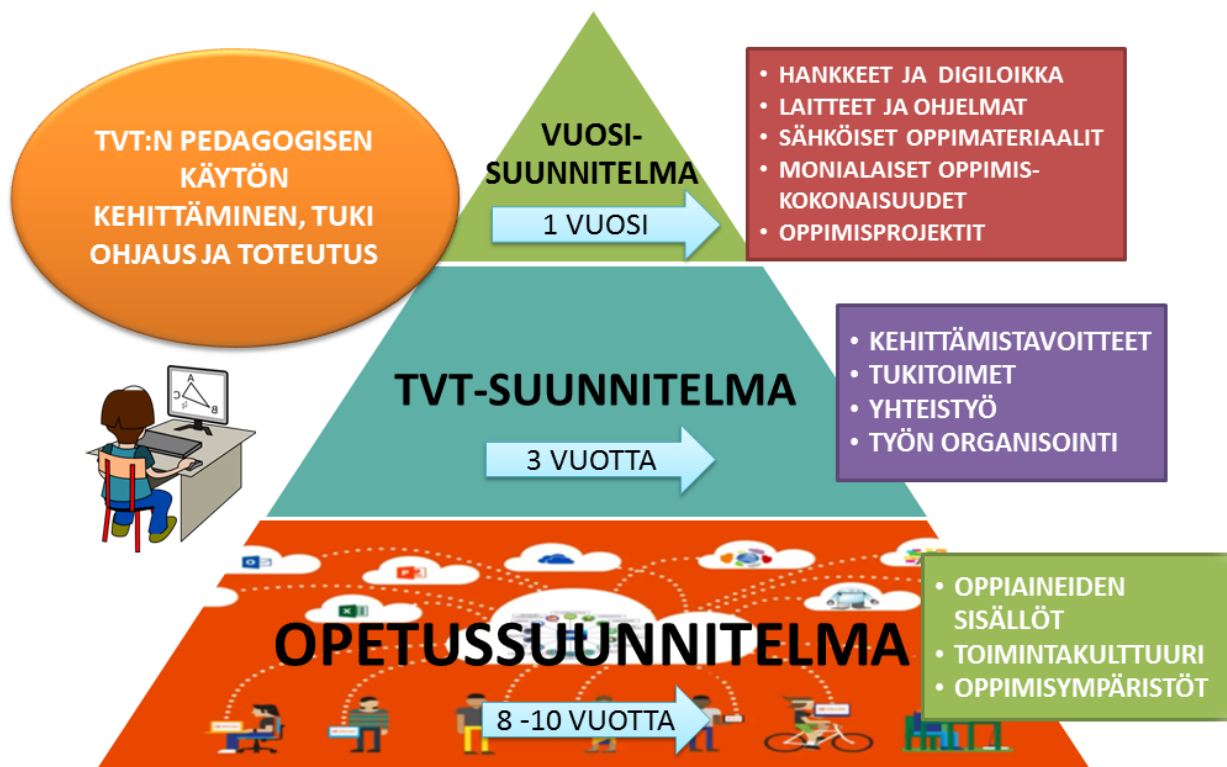 TVT:N PEDAGOGISEN
KÄYTÖN
KEHITTÄMINEN, TUKI
OHJAUS JA TOTEUTUS
VUOSI-
SUUNNITELMA
1 VUOSI
• HANKKEET JA DIGILOIKKA
• LAITTEET JA OHJELMAT
• SÄHKÖISET OPPIMATERIAALIT
• MONIALAISET OPPIMIS-
KOKONAISUUDET
• OPPIMISPROJEKTIT
TVT-SUUNNITELMA
3 VUOTTA
• KEHITTÄMISTAVOITTEET
• TUKITOIMET
• YHTEISTYÖ
• TYÖN ORGANISOINTI
A
C
B
OPETUSSUUNNITELMA
8 -10 VUOTTA
• OPPIAINEIDEN
SISÄLLÖT
• TOIMINTAKULTTUURI
• OPPIMISYMPÄRISTÖT